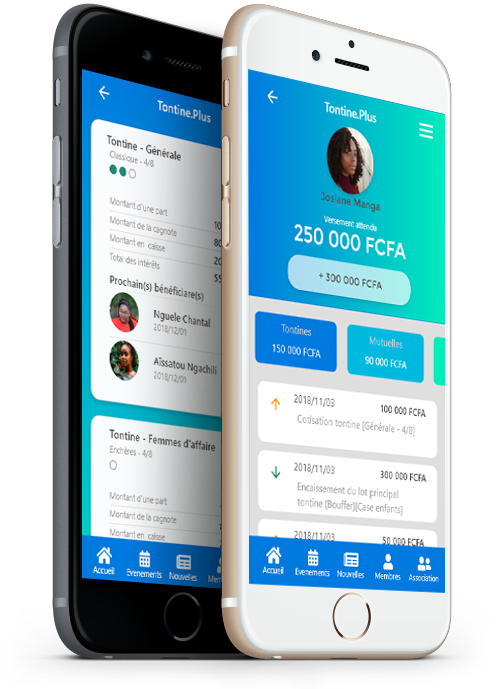 Tontine.Plus
Tontine - Générale
Classique - 4/8
Montant d'une part
Montant de la cagnote
Montant en caisse
Total des intérêts
Prochain(s) bénéficiare(s)
Nguele Chantal
2018/12/01
Aïssatou Ngachili
2018/12/01
Tontine - Femmes d'affaire
Enchères - 4/8
Montant d'une part
Montant de la cagnote
Montant en caisse
Accueil
Evenements
Nouvelles
Tontine.Plus
Josiane Manga
Versement attendu
250 000 FCFA
+ 300 000 FCFA
Tontines
150 000 FCFA
Mutuelles
90 000 FCFA
2018/11/03
100 000 FCFA
Cotisation tontine [Générale - 4/8]
2018/11/03
300 000 FCFA
Encaissement du lot principal
tontine (Bouffer)[Case enfants]
2018/11/03
50 000 FCFA
Accueil
Evenements
Nouvelles
Membres
Association